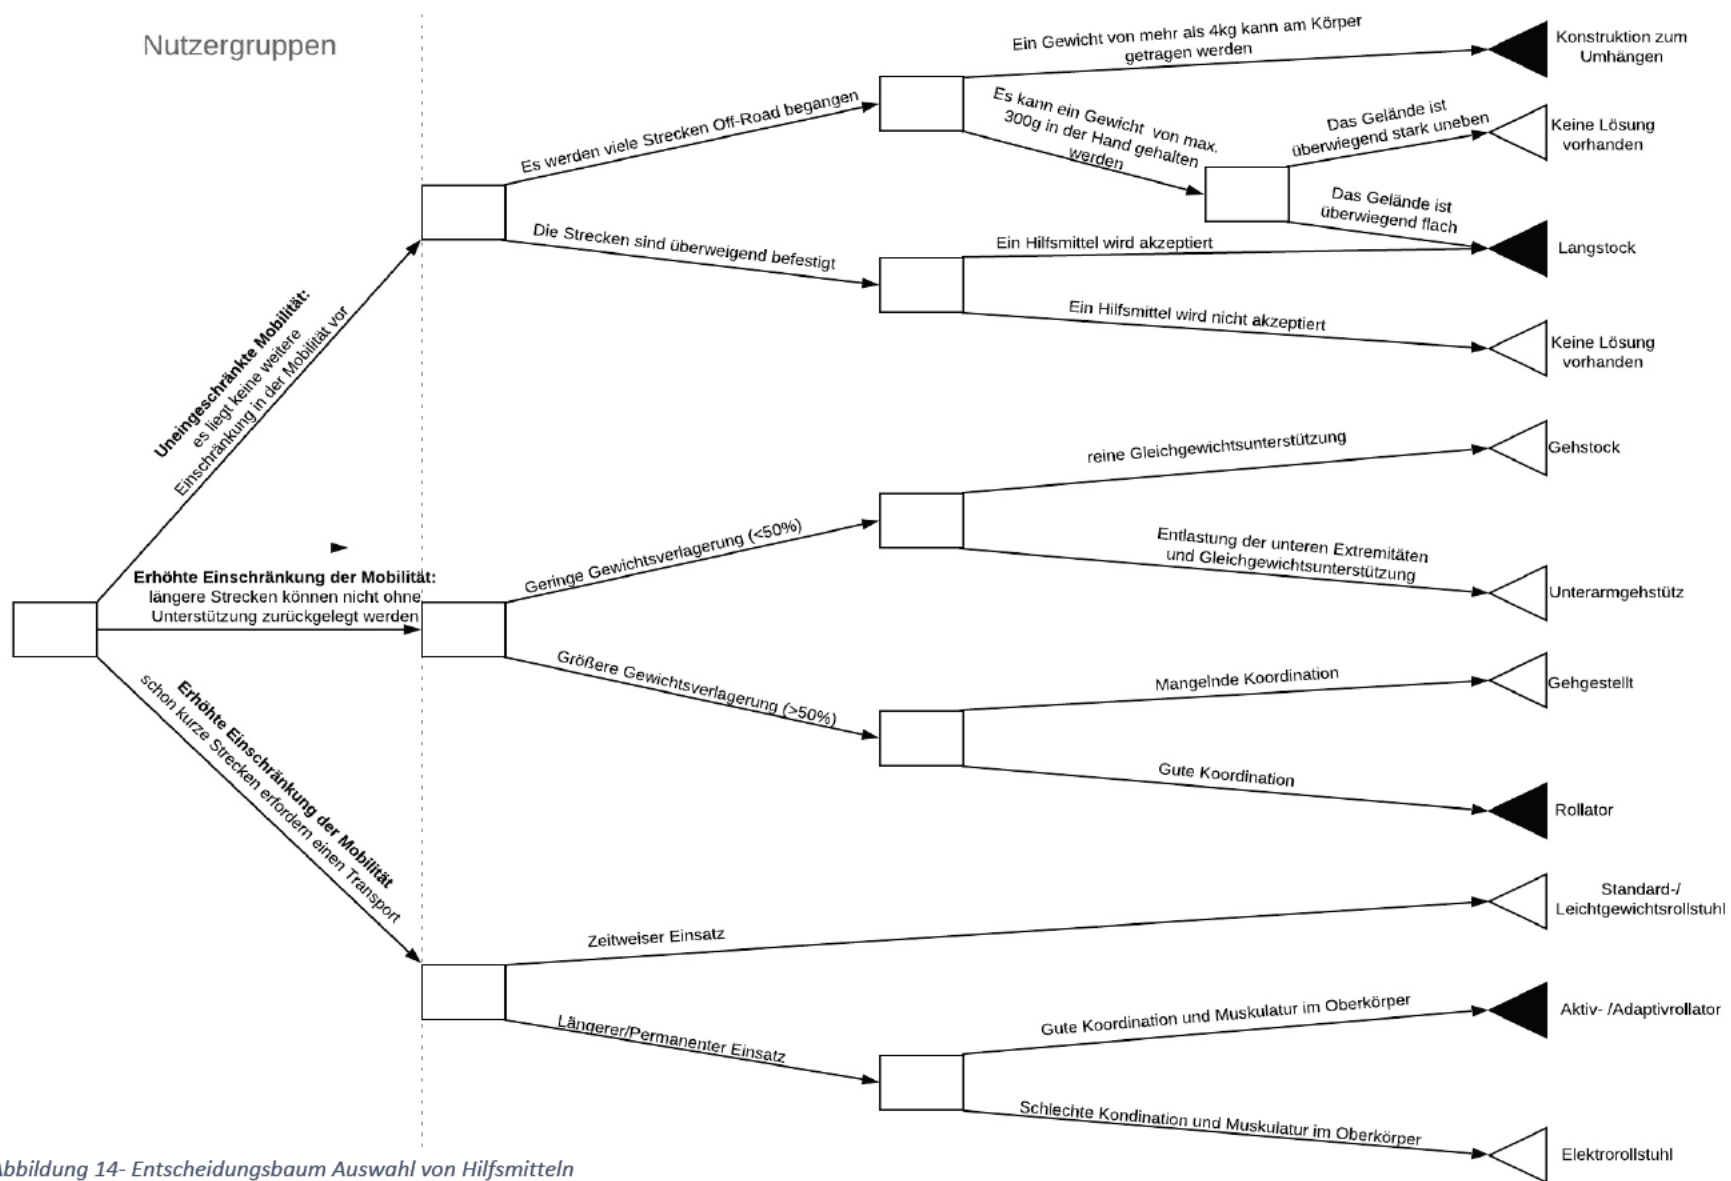 Nutzergruppen
Ein Gewicht von mehr als 4kg kann am Körper
getragen werden
Konstruktion zum
Umhängen
Es werden viele Strecken Off-Road begangen
Es kann ein Gewicht von max.
300g in der Hand gehalten
werden
Das Gelände ist
überwiegend stark uneben
Keine Lösung
vorhanden
Das Gelände ist
überwiegend flach
Die Strecken sind überweigend befestigt
Ein Hilfsmittel wird akzeptiert
Langstock
Ein Hilfsmittel wird nicht akzeptiert
Keine Lösung
vorhanden
Uneingeschränkte Mobilität:
es liegt keine weitere
Einschränkung in der Mobilität vor
reine Gleichgewichtsunterstützung
Gehstock
Geringe Gewichtsverlagerung (<50%)
Entlastung der unteren Extremitäten
und Gleichgewichtsunterstützung
Unterarmgehstütz
Erhöhte Einschränkung der Mobilität:
längere Strecken können nicht ohne
Unterstützung zurückgelegt werden
Größere Gewichtsverlagerung (>50%)
Mangelnde Koordination
Gehgestellt
Gute Koordination
Rollator
Erhöhte Einschränkung der Mobilität
schon kurze Strecken erfordern einen Transport
Zeitweiser Einsatz
Standard-/
Leichtgewichtsrollstuhl
Längerer/Permanenter Einsatz
Gute Koordination und Muskulatur im Oberkörper
Aktiv- /Adaptivrollator
Schlechte Kondination und Muskulatur im Oberkörper
Elektrorollstuhl
Abbildung 14- Entscheidungsbaum Auswahl von Hilfsmitteln